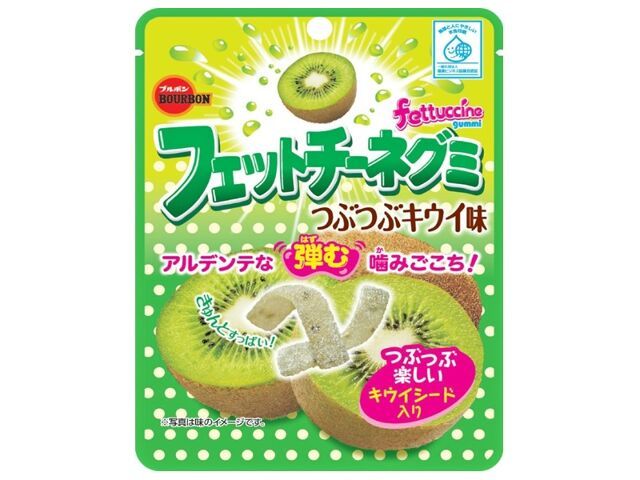 ブルボン
BOURBON
fettuccine
gummi
フェットチーネグミ
つぶつぶキウイ味
アルデンテな 弾む 噛みごこち!
はず
か
きゅんとすっぱい!
つぶつぶ
楽しい
キウイシード
入り
※写真は味のイメージです。